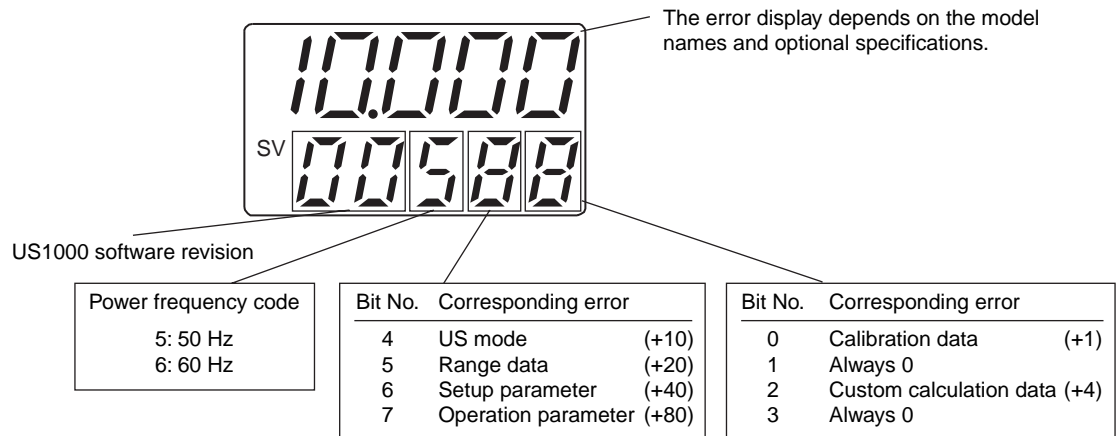 The error display depends on the model
names and optional specifications.
10.000
SV 00588
US1000 software revision
Power frequency code
5: 50 Hz
6: 60 Hz
Bit No. Corresponding error
4 US mode (+10)
5 Range data (+20)
6 Setup parameter (+40)
7 Operation parameter (+80)
Bit No. Corresponding error
0 Calibration data (+1)
1 Always 0
2 Custom calculation data (+4)
3 Always 0